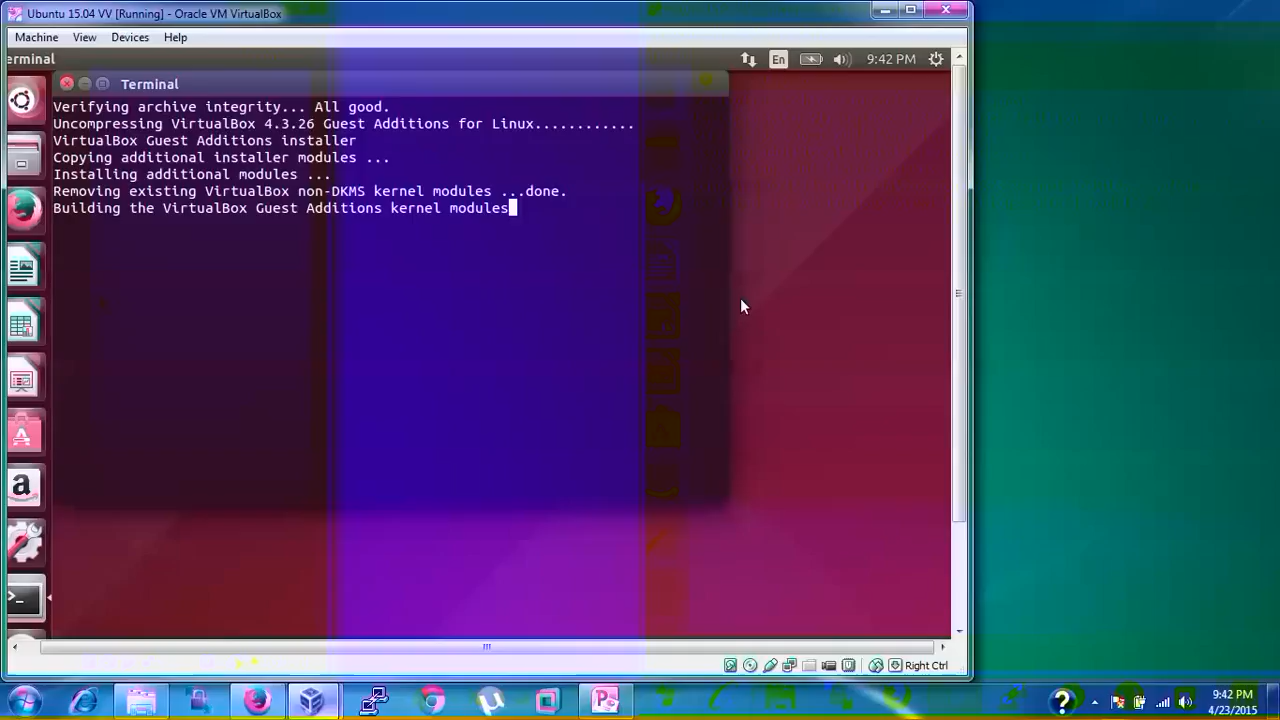 Ubuntu 15.04 VV [Running] - Oracle VM VirtualBox
Machine View Devices Help
erminal En 9:42 PM
Terminal
Verifying archive integrity... All good.
Uncompressing VirtualBox 4.3.26 Guest Additions for Linux............
VirtualBox Guest Additions installer
Copying additional installer modules ...
Installing additional modules ...
Removing existing VirtualBox non-DKMS kernel modules ...done.
Building the VirtualBox Guest Additions kernel modules
Right Ctrl
9:42 PM
4/23/2015